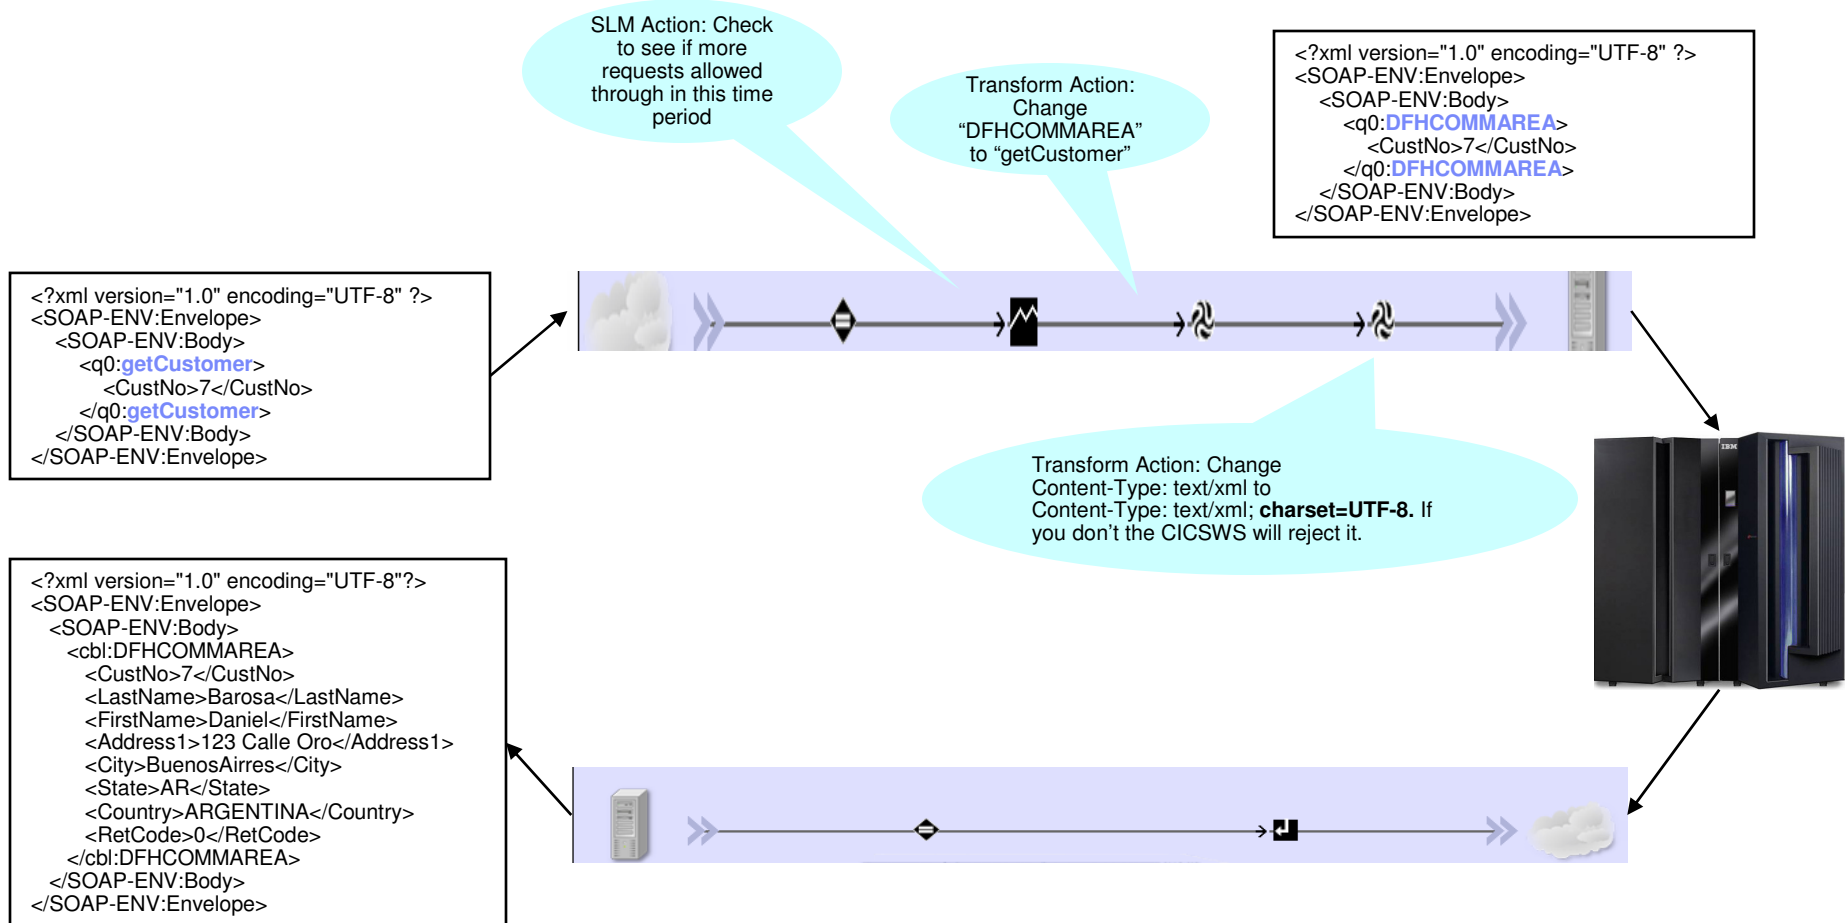 SLM Action: Check
to see if more
requests allowed
through in this time
period
Transform Action:
Change
“DFHCOMMAREA”
to “getCustomer”
<?xml version="1.0" encoding="UTF-8" ?>
<SOAP-ENV:Envelope>
<SOAP-ENV:Body>
<q0:DFHCOMMAREA>
<CustNo>7</CustNo>
</q0:DFHCOMMAREA>
</SOAP-ENV:Body>
</SOAP-ENV:Envelope>
<?xml version="1.0" encoding="UTF-8" ?>
<SOAP-ENV:Envelope>
<SOAP-ENV:Body>
<q0:getCustomer>
<CustNo>7</CustNo>
</q0:getCustomer>
</SOAP-ENV:Body>
</SOAP-ENV:Envelope>
Transform Action: Change
Content-Type: text/xml to
Content-Type: text/xml; charset=UTF-8. If
you don’t the CICSWS will reject it.
IBM
<?xml version="1.0" encoding="UTF-8"?>
<SOAP-ENV:Envelope>
<SOAP-ENV:Body>
<cbl:DFHCOMMAREA>
<CustNo>7</CustNo>
<LastName>Barosa</LastName>
<FirstName>Daniel</FirstName>
<Address1>123 Calle Oro</Address1>
<City>BuenosAirres</City>
<State>AR</State>
<Country>ARGENTINA</Country>
<RetCode>0</RetCode>
</cbl:DFHCOMMAREA>
</SOAP-ENV:Body>
</SOAP-ENV:Envelope>